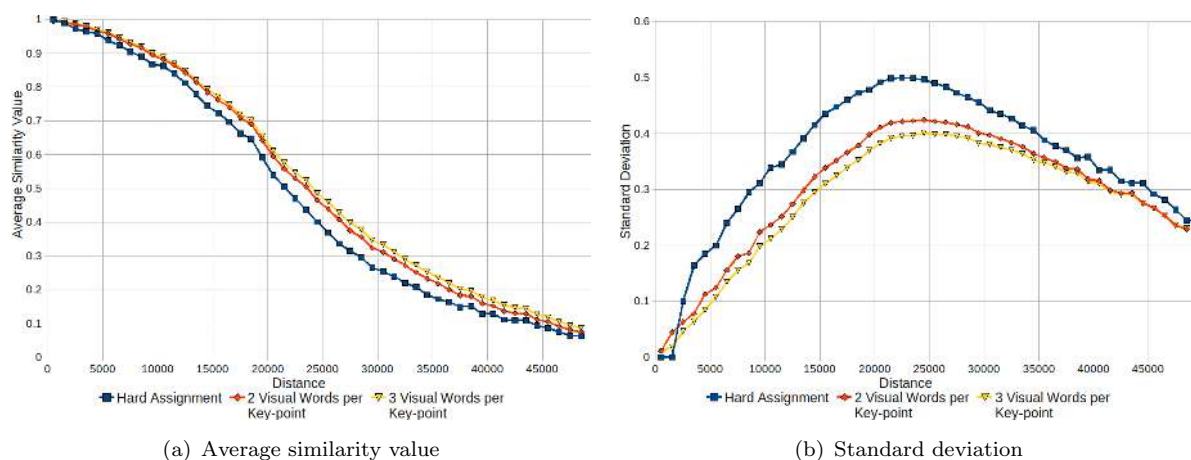 1
0.9
0.8
0.7
0.6
0.5
0.4
0.3
0.2
0.1
0
Average Similarity Value
0 5000 10000 15000 20000 25000 30000 35000 40000 45000
Distance
Hard Assignment 2 Visual Words per Key-point 3 Visual Words per Key-point
(a) Average similarity value
0.6
0.5
0.4
0.3
0.2
0.1
0
Standard Deviation
0 5000 10000 15000 20000 25000 30000 35000 40000 45000
Distance
Hard Assignment 2 Visual Words per Key-point 3 Visual Words per Key-point
(b) Standard deviation